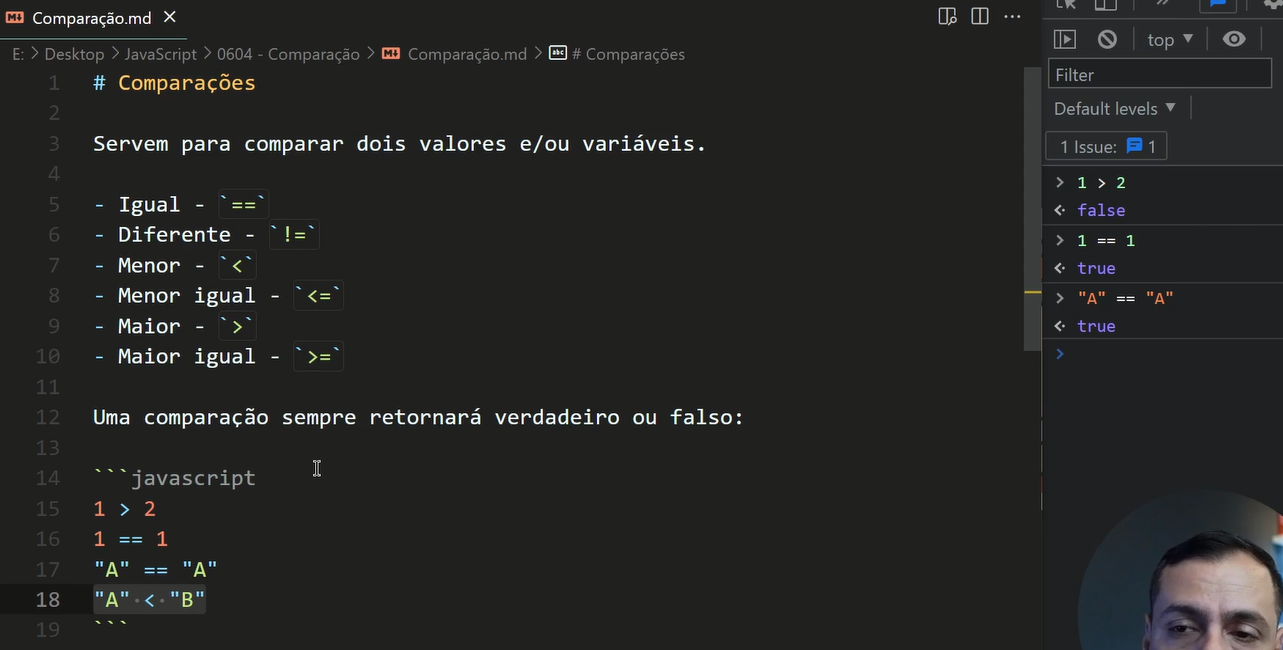 Comparação.md
E: > Desktop > JavaScript > 0604 - Comparação > Comparação.md > abc # Comparações
1 # Comparações
2
3 Servem para comparar dois valores e/ou variáveis.
4
5 - Igual - `==`
6 - Diferente - `!=`
7 - Menor - `<`
8 - Menor igual - `<=`
9 - Maior - `>`
10 - Maior igual - `>=`
11
12 Uma comparação sempre retornará verdadeiro ou falso:
13
14 ```javascript
15 1 > 2
16 1 == 1
17 "A" == "A"
18 "A" < "B"
19 ```
top
Filter
Default levels
1 Issue: 1
> 1 > 2
false
> 1 == 1
true
> "A" == "A"
true
>